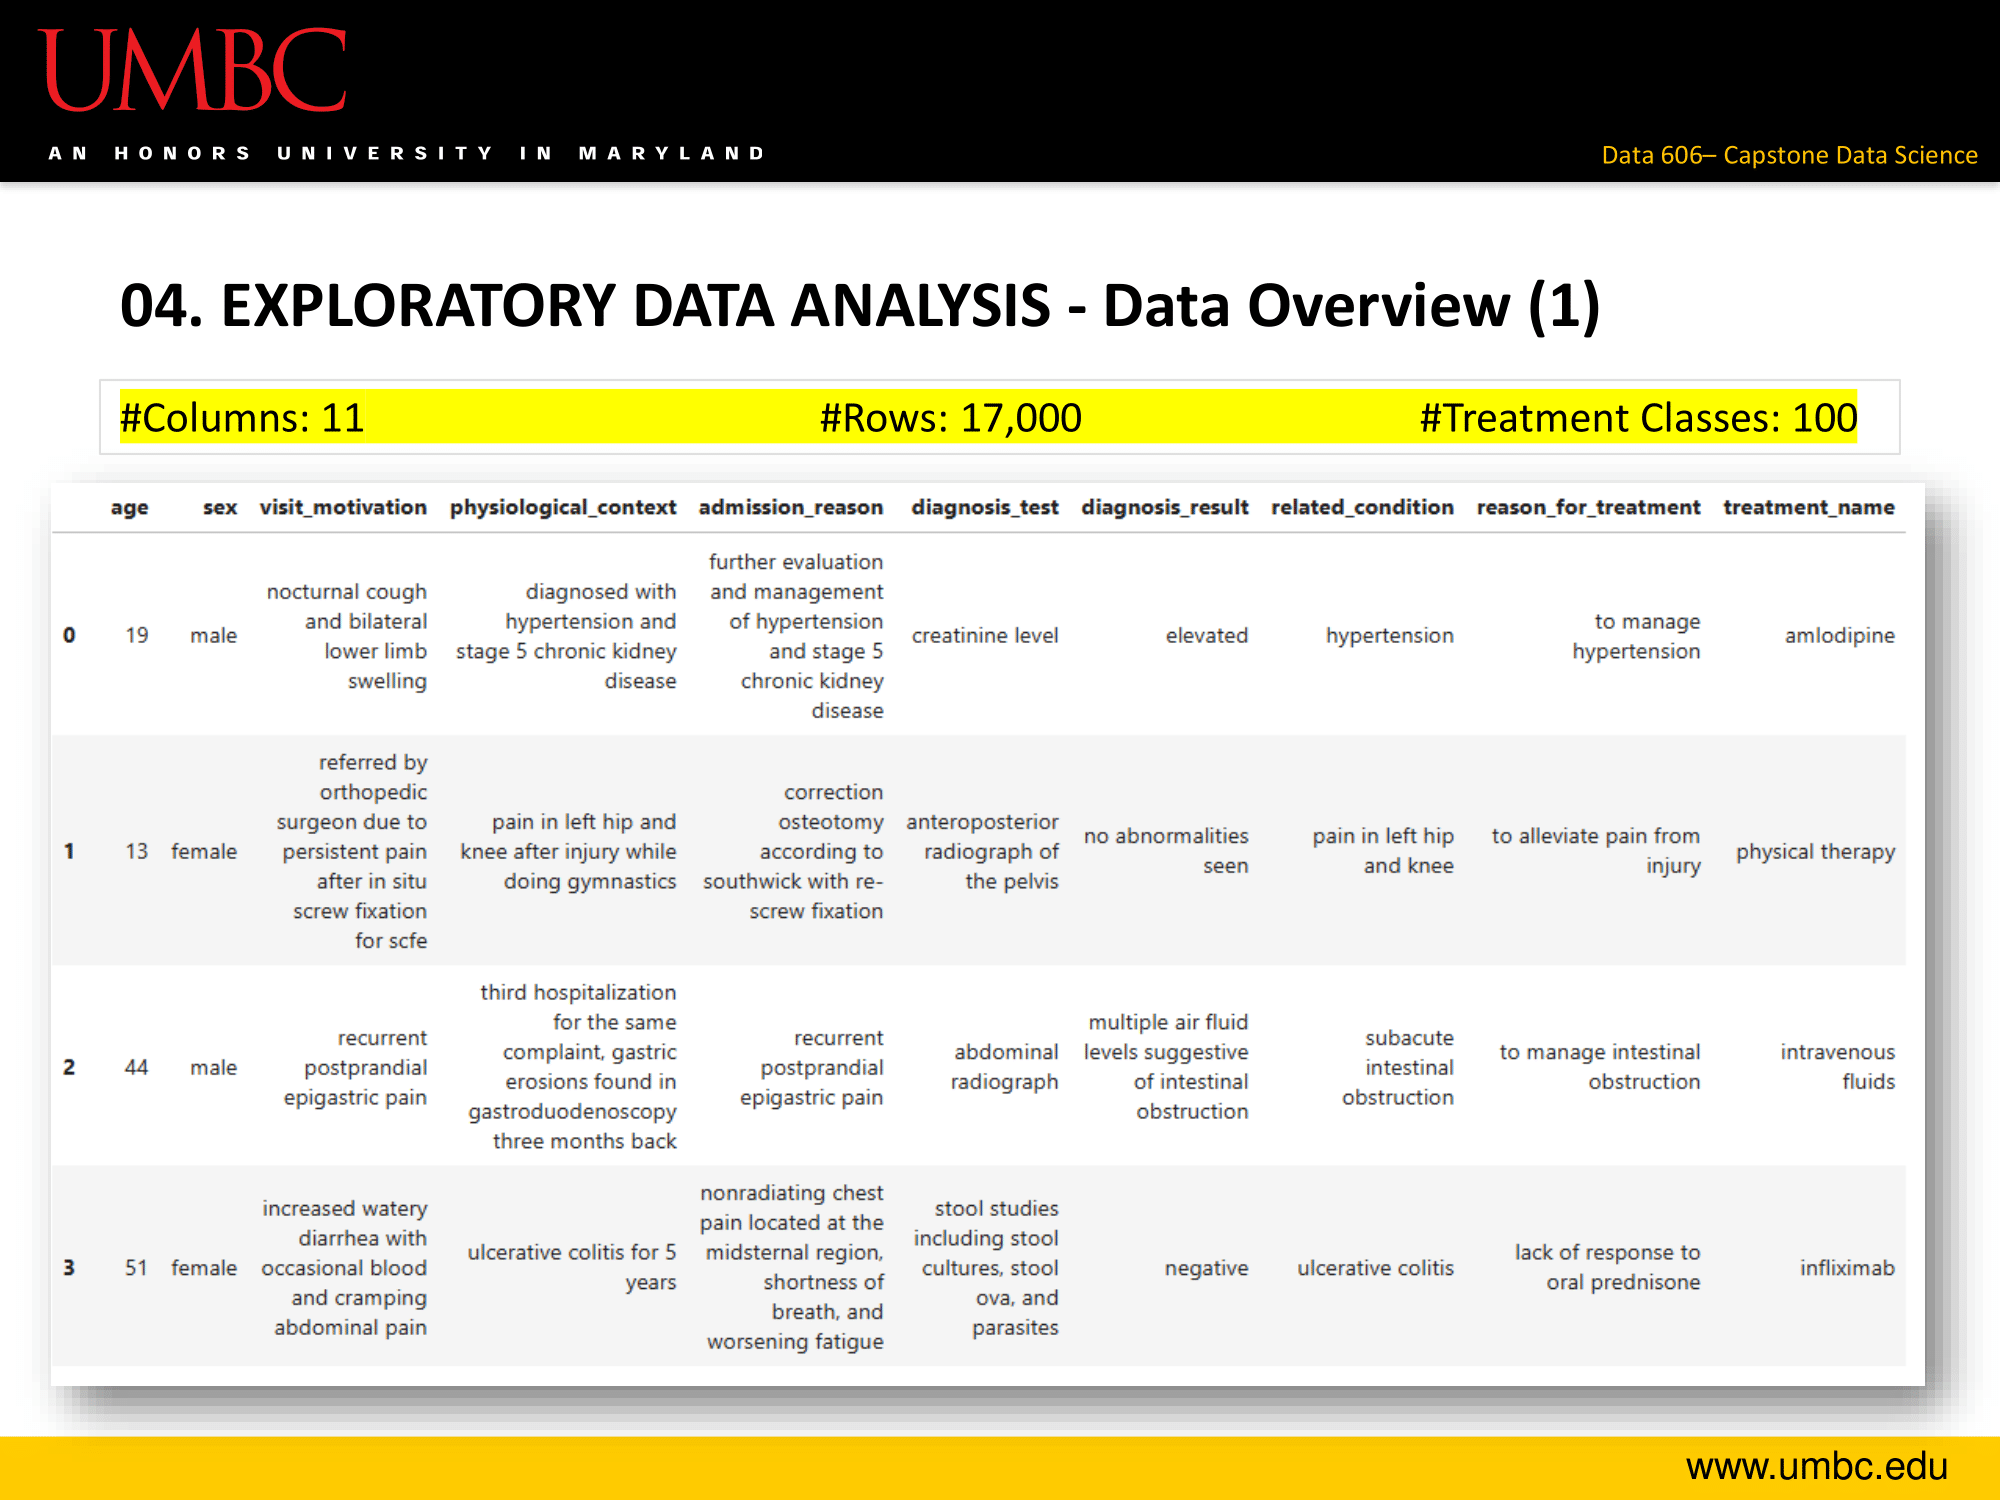 UMBC
AN HONORS UNIVERSITY IN MARYLAND
Data 606– Capstone Data Science
04. EXPLORATORY DATA ANALYSIS - Data Overview (1)
#Columns: 11 #Rows: 17,000 #Treatment Classes: 100
age sex visit_motivation physiological_context admission_reason diagnosis_test diagnosis_result related_condition reason_for_treatment treatment_name
0
19
male
nocturnal cough
and bilateral
lower limb
swelling
diagnosed with
hypertension and
stage 5 chronic kidney
disease
further evaluation
and management
of hypertension
and stage 5
chronic kidney
disease
creatinine level
elevated
hypertension
to manage
hypertension
amlodipine
1
13
female
referred by
orthopedic
surgeon due to
persistent pain
after in situ
screw fixation
for scfe
pain in left hip and
knee after injury while
doing gymnastics
correction
osteotomy
according to
southwick with re-
screw fixation
anteroposterior
radiograph of
the pelvis
no abnormalities
seen
pain in left hip
and knee
to alleviate pain from
injury
physical therapy
2
44
male
recurrent
postprandial
epigastric pain
third hospitalization
for the same
complaint, gastric
erosions found in
gastroduodenoscopy
three months back
recurrent
postprandial
epigastric pain
abdominal
radiograph
multiple air fluid
levels suggestive
of intestinal
obstruction
subacute
intestinal
obstruction
to manage intestinal
obstruction
intravenous
fluids
3
51
female
increased watery
diarrhea with
occasional blood
and cramping
abdominal pain
ulcerative colitis for 5
years
nonradiating chest
pain located at the
midsternal region,
shortness of
breath, and
worsening fatigue
stool studies
including stool
cultures, stool
ova, and
parasites
negative
ulcerative colitis
lack of response to
oral prednisone
infliximab
www.umbc.edu